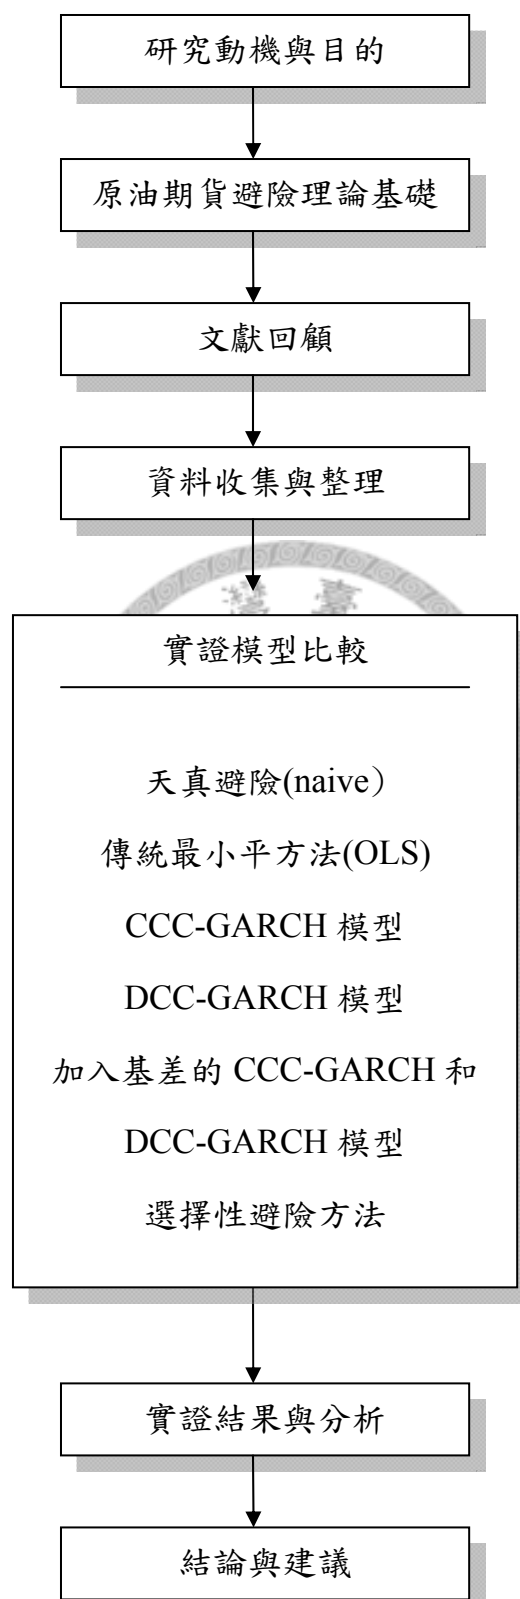 研究動機與目的
原油期貨避險理論基礎
文獻回顧
資料收集與整理
灣 臺
實證模型比較
天真避險(naive）
傳統最小平方法(OLS)
CCC-GARCH 模型
DCC-GARCH 模型
加入基差的 CCC-GARCH 和
DCC-GARCH 模型
選擇性避險方法
實證結果與分析
結論與建議